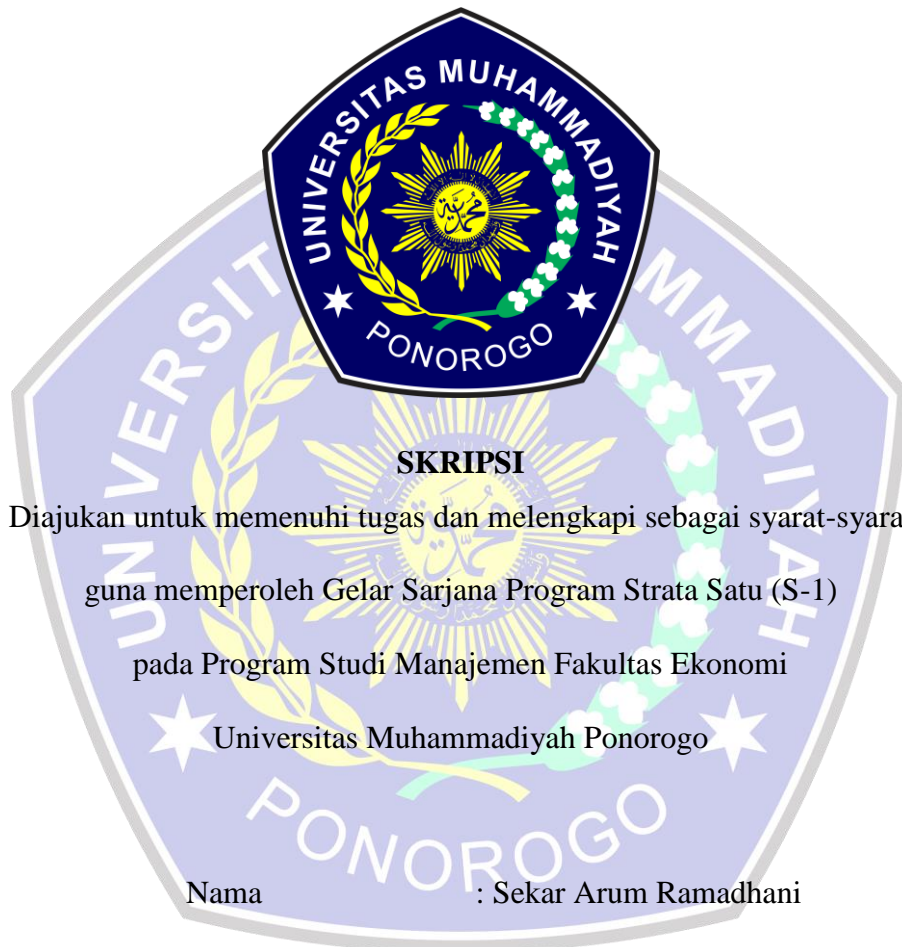 UNIVERSITAS MUHAMMADIYAH
PONOROGO
SKRIPSI
Diajukan untuk memenuhi tugas dan melengkapi sebagai syarat-syara
guna memperoleh Gelar Sarjana Program Strata Satu (S-1)
pada Program Studi Manajemen Fakultas Ekonomi
Universitas Muhammadiyah Ponorogo
PONOROGO
Nama : Sekar Arum Ramadhani